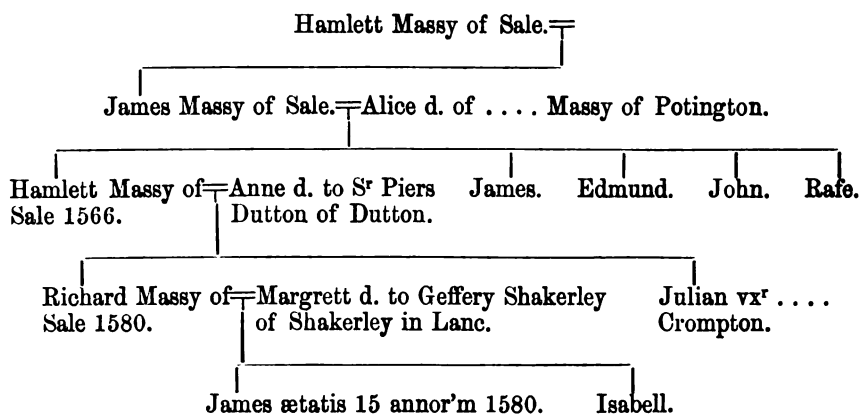 Hamlett Massy of Sale.
James Massy of Sale. Alice d. of . . . . Massy of Potington.
Hamlett Massy of Sale 1566. Anne d. to Sʳ Piers Dutton of Dutton. James. Edmund. John. Rafe.
Richard Massy of Sale 1580. Margrett d. to Geffery Shakerley of Shakerley in Lanc. Julian vxʳ . . . . Crompton.
James ætatis 15 annor'm 1580. Isabell.